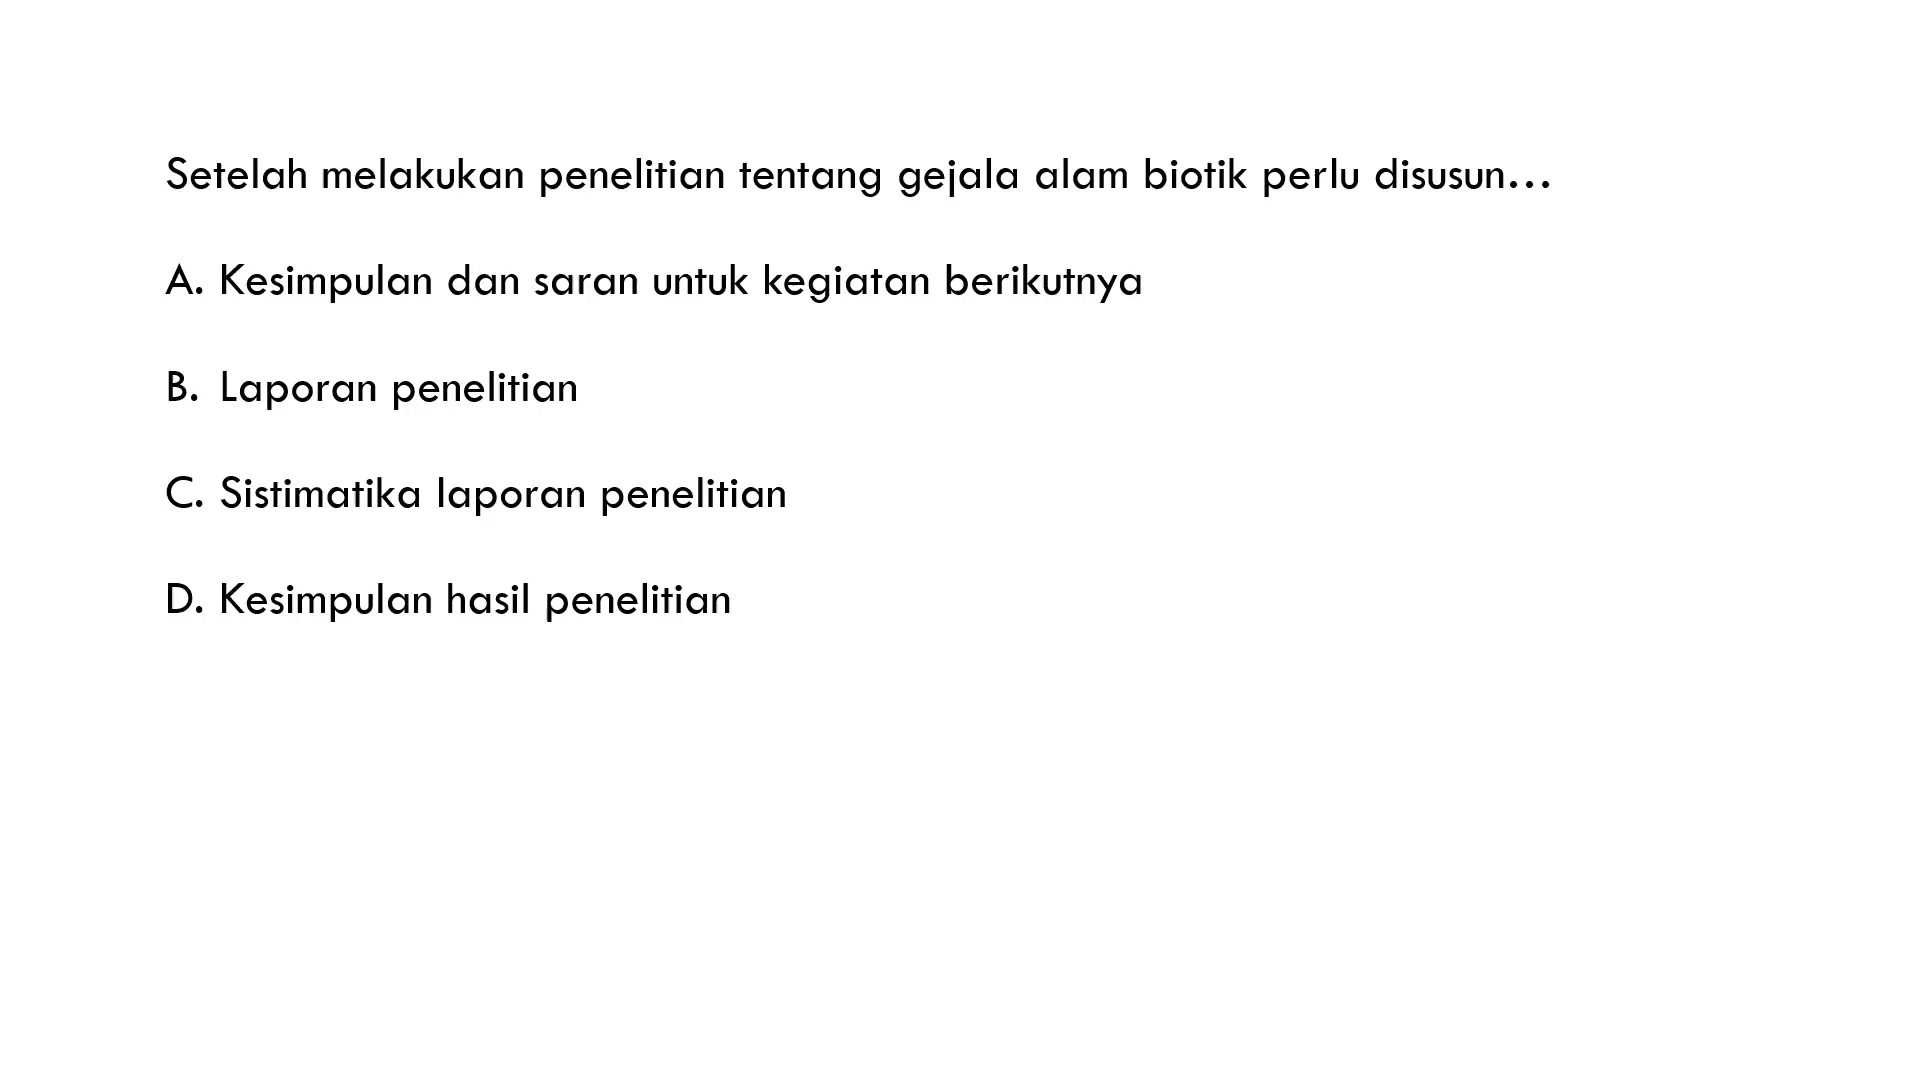 Setelah melakukan penelitian tentang gejala alam biotik perlu disusun...
A. Kesimpulan dan saran untuk kegiatan berikutnya
B. Laporan penelitian
C. Sistimatika laporan penelitian
D. Kesimpulan hasil penelitian